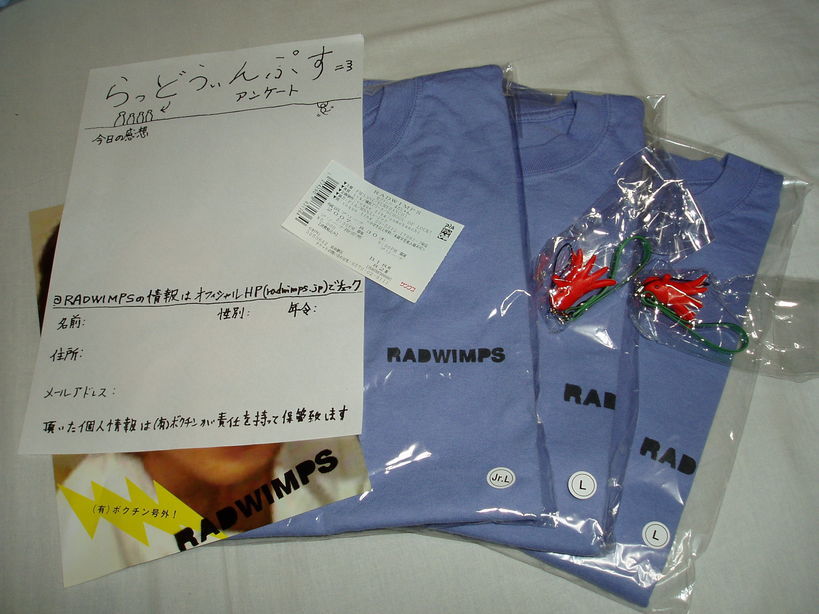 らっどうぃんぷす =3
アンケート
今日の感想
@RADWIMPSの情報はオフィシャルHP(radwimps.jp)でチェック
名前:
性別:
年令:
住所:
メールアドレス:
頂いた個人情報は(有)ボクチンが責任を持って保管致します
(有)ボクチン号外!
RADWIMPS
RADWIMPS
RADWIMPS
Jr.L
RAD
L
RAD
L